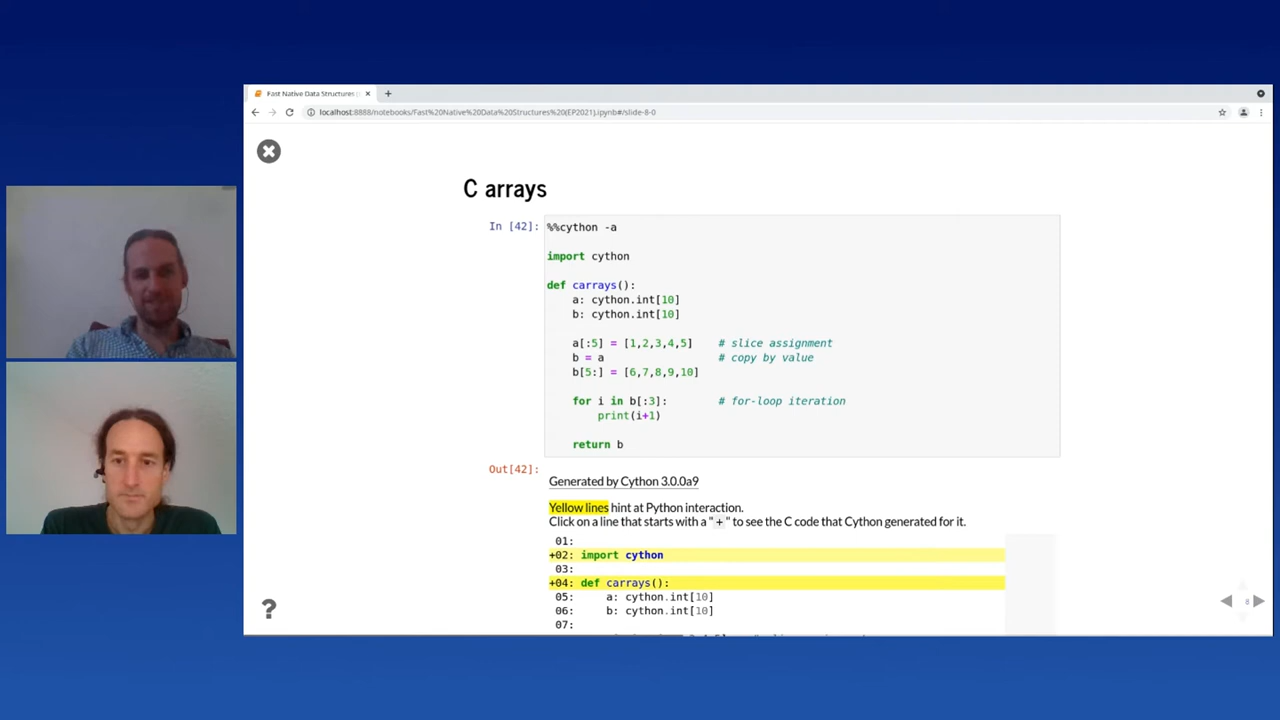 Fast Native Data Structures (
localhost:8888/notebooks/Fast%20Native%20Data%20Structures%20(EP2021).ipynb#/slide-8-0
C arrays
In [42]:
%%cython -a
import cython
def carrays():
    a: cython.int[10]
    b: cython.int[10]
    a[:5] = [1,2,3,4,5]     # slice assignment
    b = a                   # copy by value
    b[5:] = [6,7,8,9,10]
    for i in b[:3]:         # for-loop iteration
        print(i+1)
    return b
Out[42]:
Generated by Cython 3.0.0a9
Yellow lines hint at Python interaction.
Click on a line that starts with a "+" to see the C code that Cython generated for it.
01:
+02: import cython
03:
+04: def carrays():
05:     a: cython.int[10]
06:     b: cython.int[10]
07:
?
8